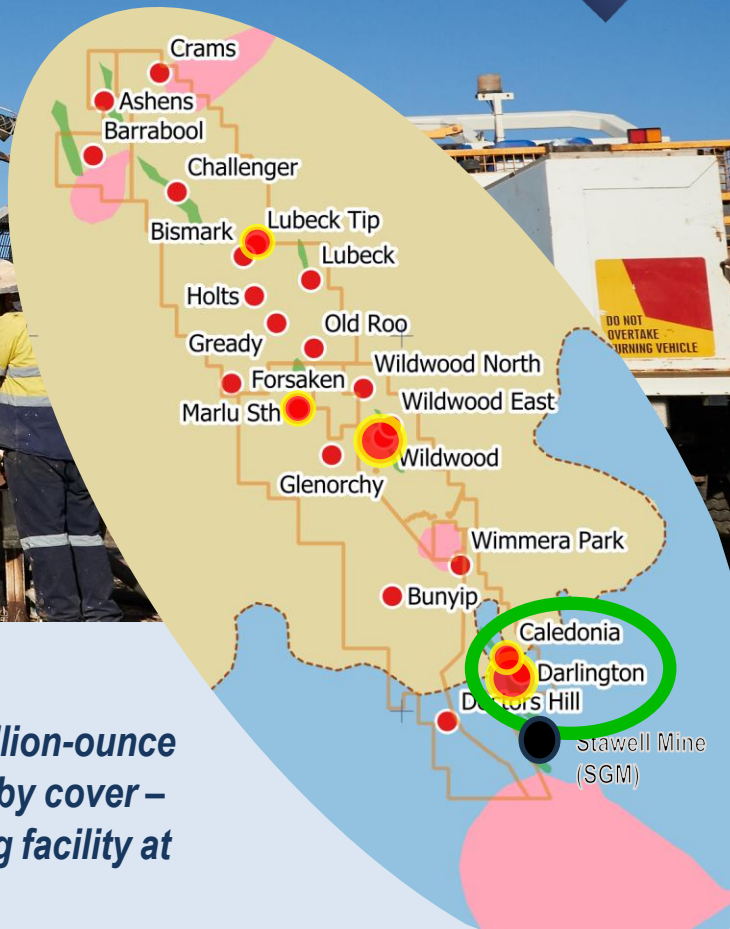 Crams
Ashens
Barrabool
Challenger
Lubeck Tip
Bismark
Lubeck
Holts
Old Roo
Gready
Wildwood North
Forsaken
Wildwood East
Marlu Sth
Wildwood
Glenorchy
Wimmera Park
Bunyip
Caledonia
Darlington
Doctors Hill
Stawell Mine
(SGM)
DO NOT
OVERTAKE
URNING VEHICLE
llion-ounce
by cover –
g facility at